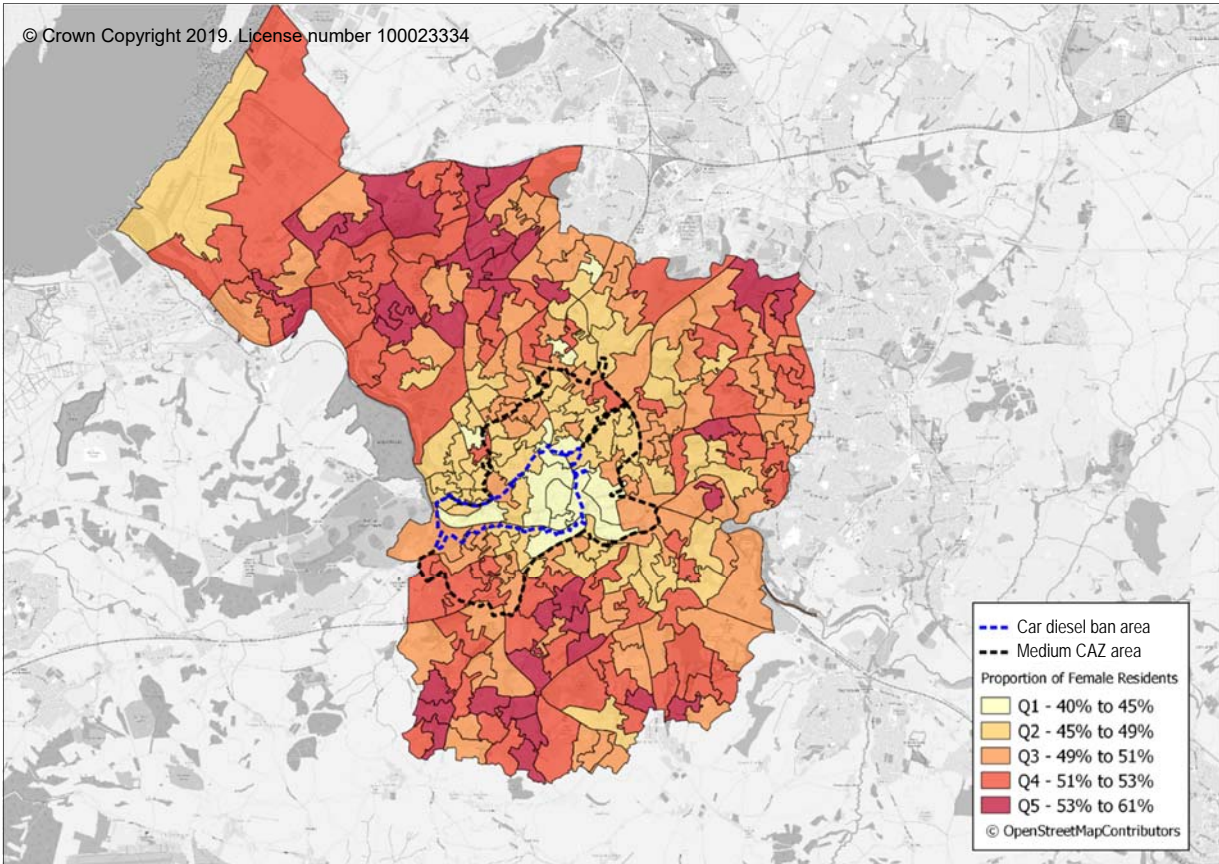 © Crown Copyright 2019. License number 100023334
Car diesel ban area
Medium CAZ area
Proportion of Female Residents
Q1 - 40% to 45%
Q2 - 45% to 49%
Q3 - 49% to 51%
Q4 - 51% to 53%
Q5 - 53% to 61%
© OpenStreetMapContributors